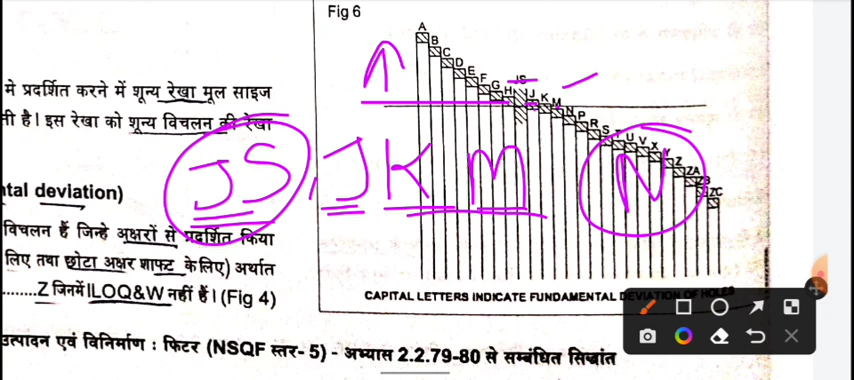 Fig 6
A
B
C
D
E
F
G
H
JS
J
K
M
N
P
R
S
T
U
V
X
Y
Z
ZA
ZB
ZC
मे प्रदर्शित करने में शून्य रेखा मूल साइज
नी है। इस रेखा को शून्य विचलन की रेखा
JS, J K M N
tal deviation)
विचलन हैं जिन्हे अक्षरों से प्रदर्शित किया
लिए तथा छोटा अक्षर शाफ्ट के लिए) अर्थात
........Z जिनमें ILOQ&W नहीं हैं। (Fig 4)
CAPITAL LETTERS INDICATE FUNDAMENTAL DEVIATION OF HOLES
उत्पादन एवं विनिर्माण : फिटर (NSQF स्तर- 5) - अभ्यास 2.2.79-80 से सम्बंधित सिद्धांत